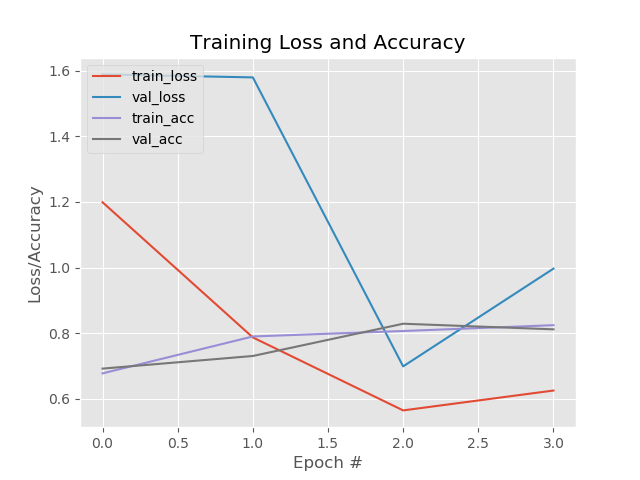 Training Loss and Accuracy
train_loss
val_loss
train_acc
val_acc
Loss/Accuracy
1.6
1.4
1.2
1.0
0.8
0.6
0.0 0.5 1.0 1.5 2.0 2.5 3.0
Epoch #